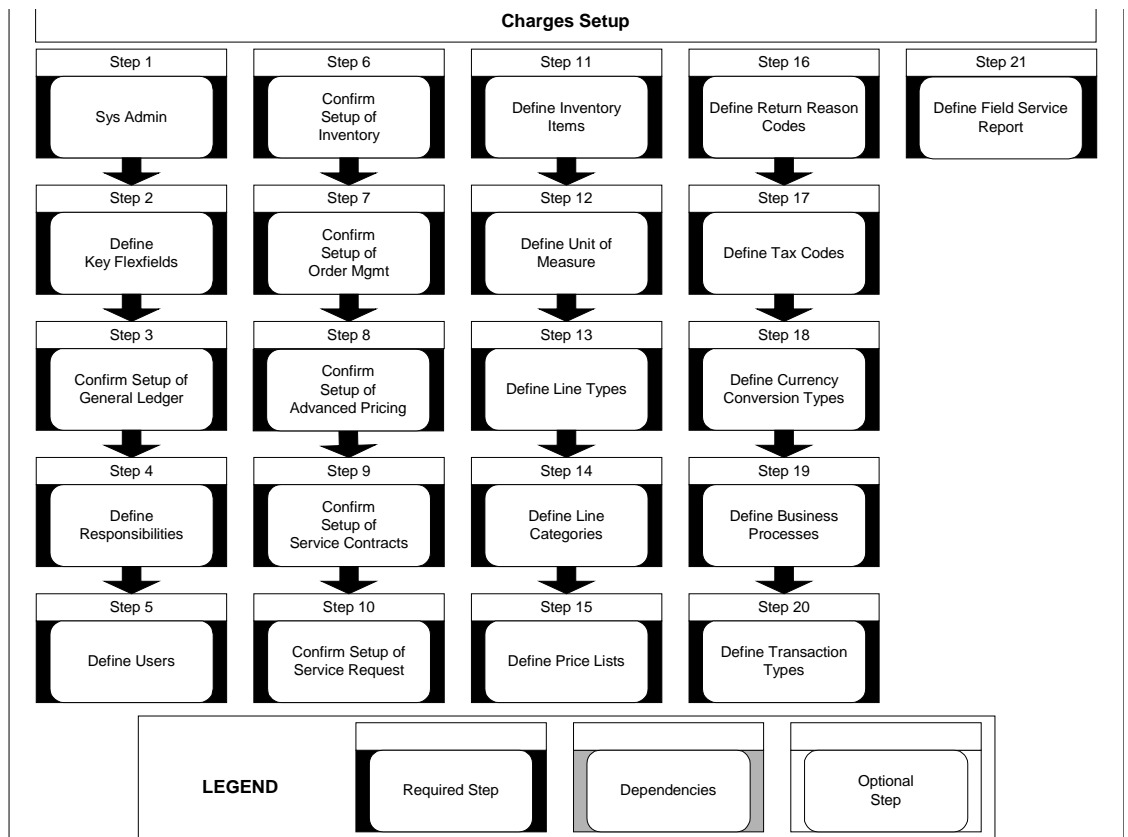 Charges Setup
Step 1
Sys Admin
Step 2
Define
Key Flexfields
Step 3
Confirm Setup of
General Ledger
Step 4
Define
Responsibilities
Step 5
Define Users
Step 6
Confirm
Setup of
Inventory
Step 7
Confirm
Setup of
Order Mgmt
Step 8
Confirm
Setup of
Advanced Pricing
Step 9
Confirm
Setup of
Service Contracts
Step 10
Confirm Setup of
Service Request
Step 11
Define Inventory
Items
Step 12
Define Unit of
Measure
Step 13
Define Line Types
Step 14
Define Line
Categories
Step 15
Define Price Lists
Step 16
Define Return Reason
Codes
Step 17
Define Tax Codes
Step 18
Define Currency
Conversion Types
Step 19
Define Business
Processes
Step 20
Define Transaction
Types
Step 21
Define Field Service
Report
LEGEND
Required Step
Dependencies
Optional
Step